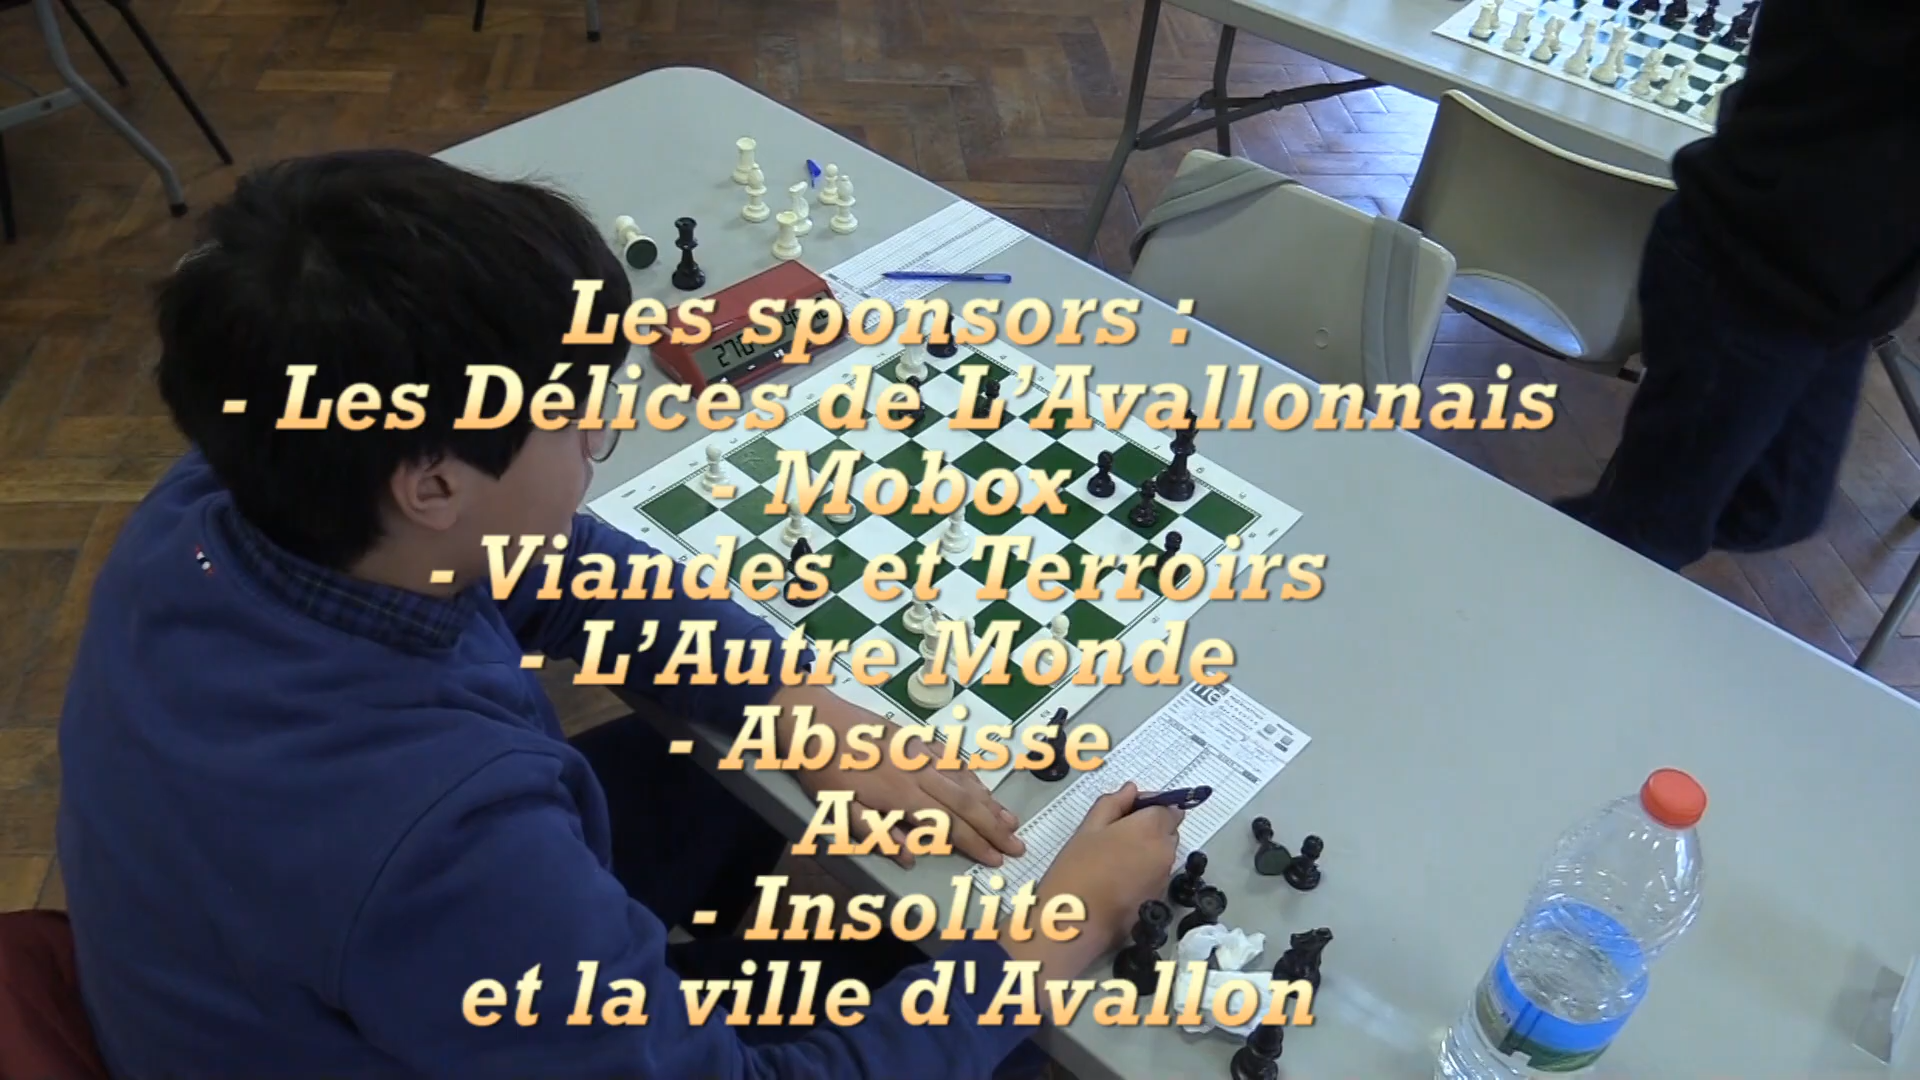 Les sponsors :
- Les Délices de L’Avallonnais
- Mobox
- Viandes et Terroirs
- L’Autre Monde
- Abscisse
Axa
- Insolite
et la ville d'Avallon